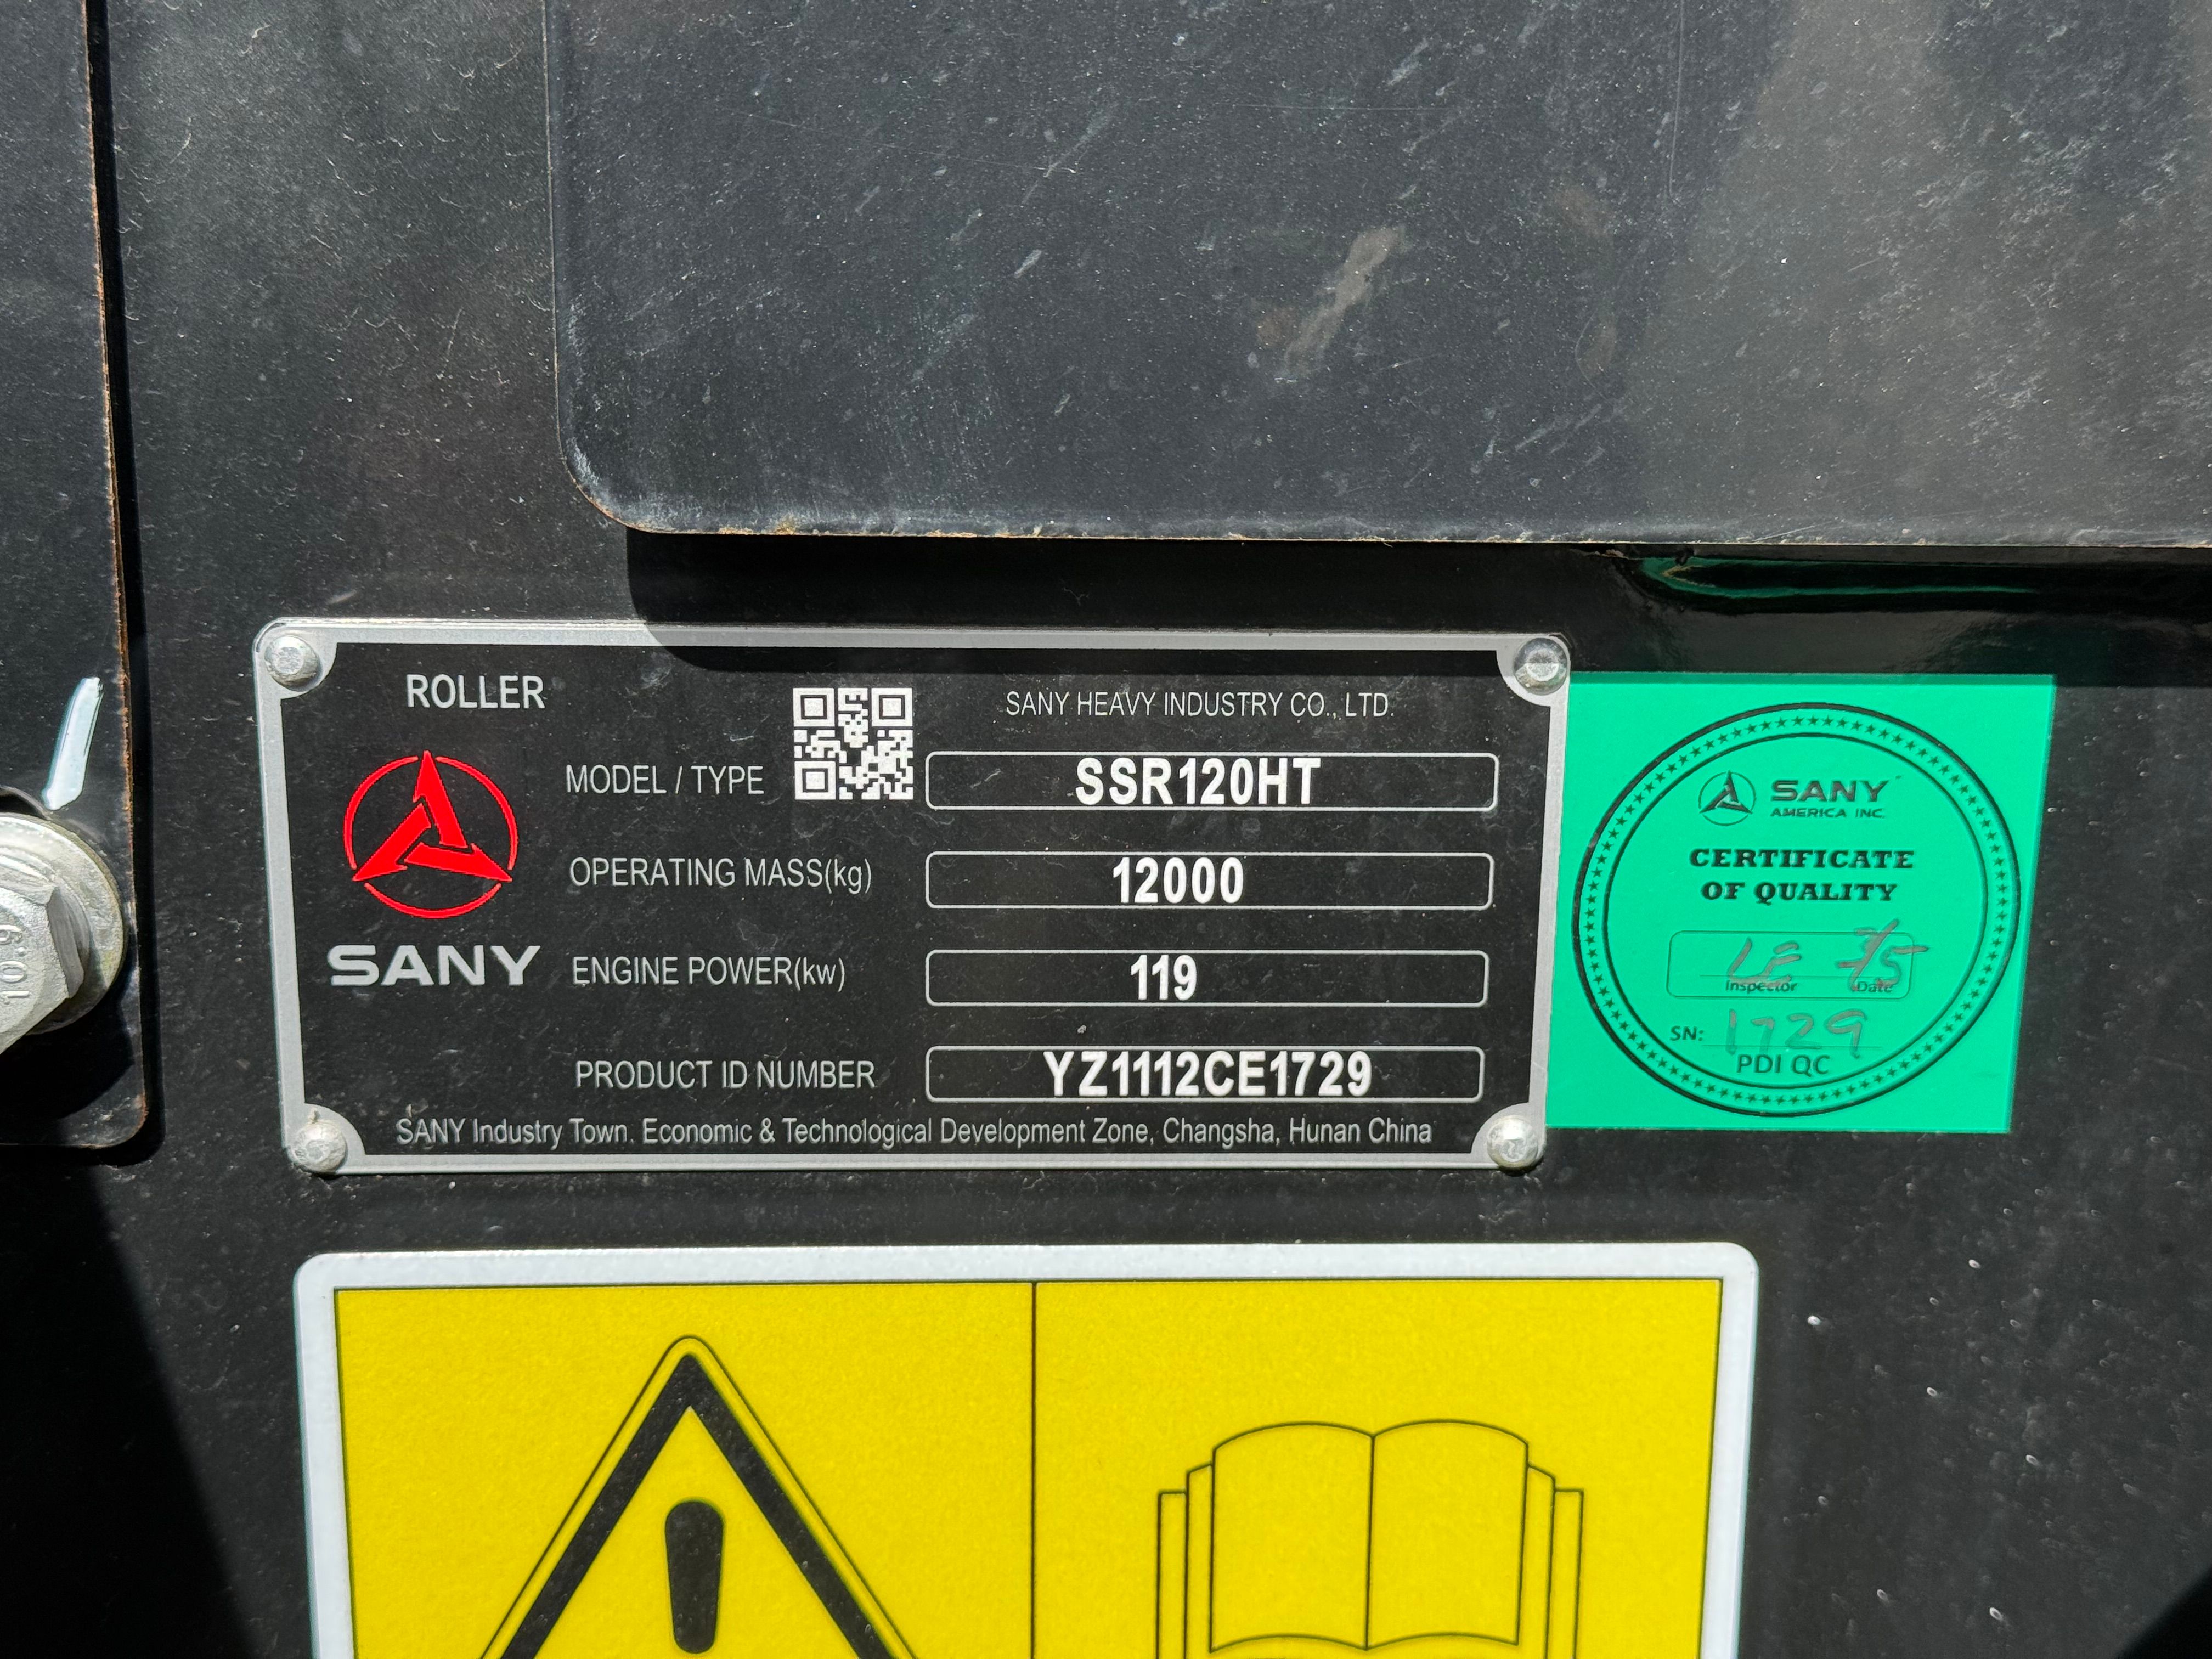 ROLLER
SANY HEAVY INDUSTRY CO., LTD.
MODEL / TYPE
SSR120HT
OPERATING MASS(kg)
12000
SANY
ENGINE POWER(kw)
119
PRODUCT ID NUMBER
YZ1112CE1729
SANY Industry Town. Economic & Technological Development Zone, Changsha, Hunan China
SANY
AMERICA INC.
CERTIFICATE
OF QUALITY
Inspector Date
SN: 1729
PDI QC
10.9